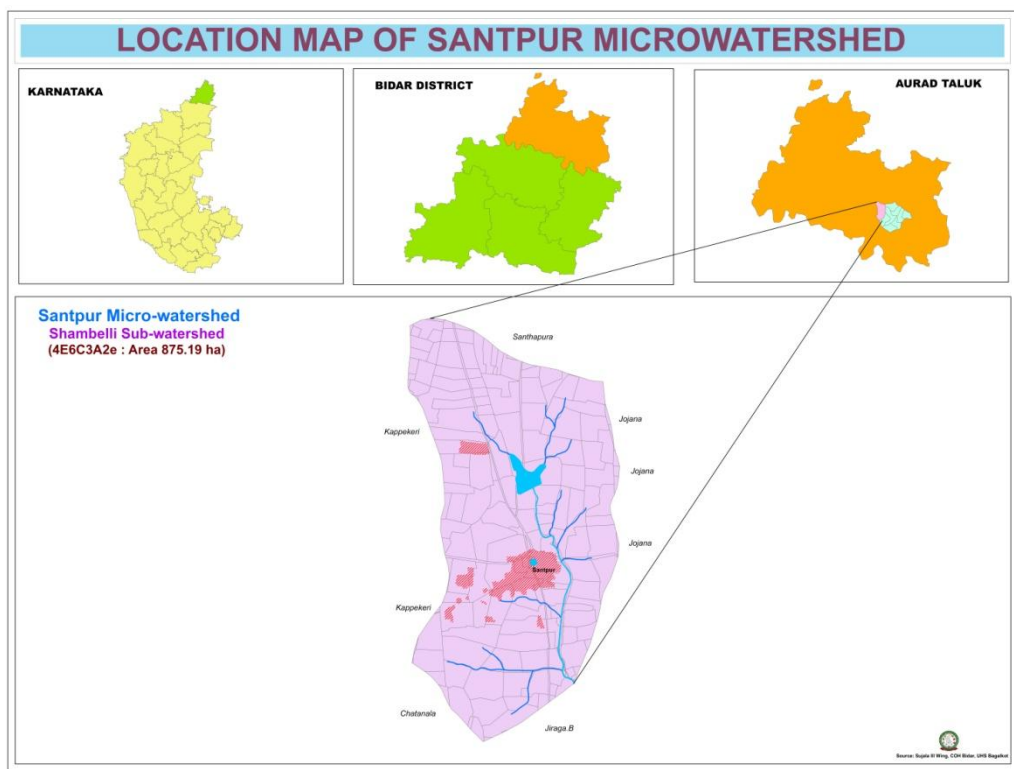 LOCATION MAP OF SANTPUR MICROWATERSHED
KARNATAKA
BIDAR DISTRICT
AURAD TALUK
Santpur Micro-watershed
Shambelli Sub-watershed
(4E6C3A2e : Area 875.19 ha)
Santhapura
Jojana
Kappekeri
Jojana
Jojana
Santpur
Kappekeri
Chatanala
Jiraga.B
Source: Sujala III Wing, COH Bidar, UHS Bagalkot